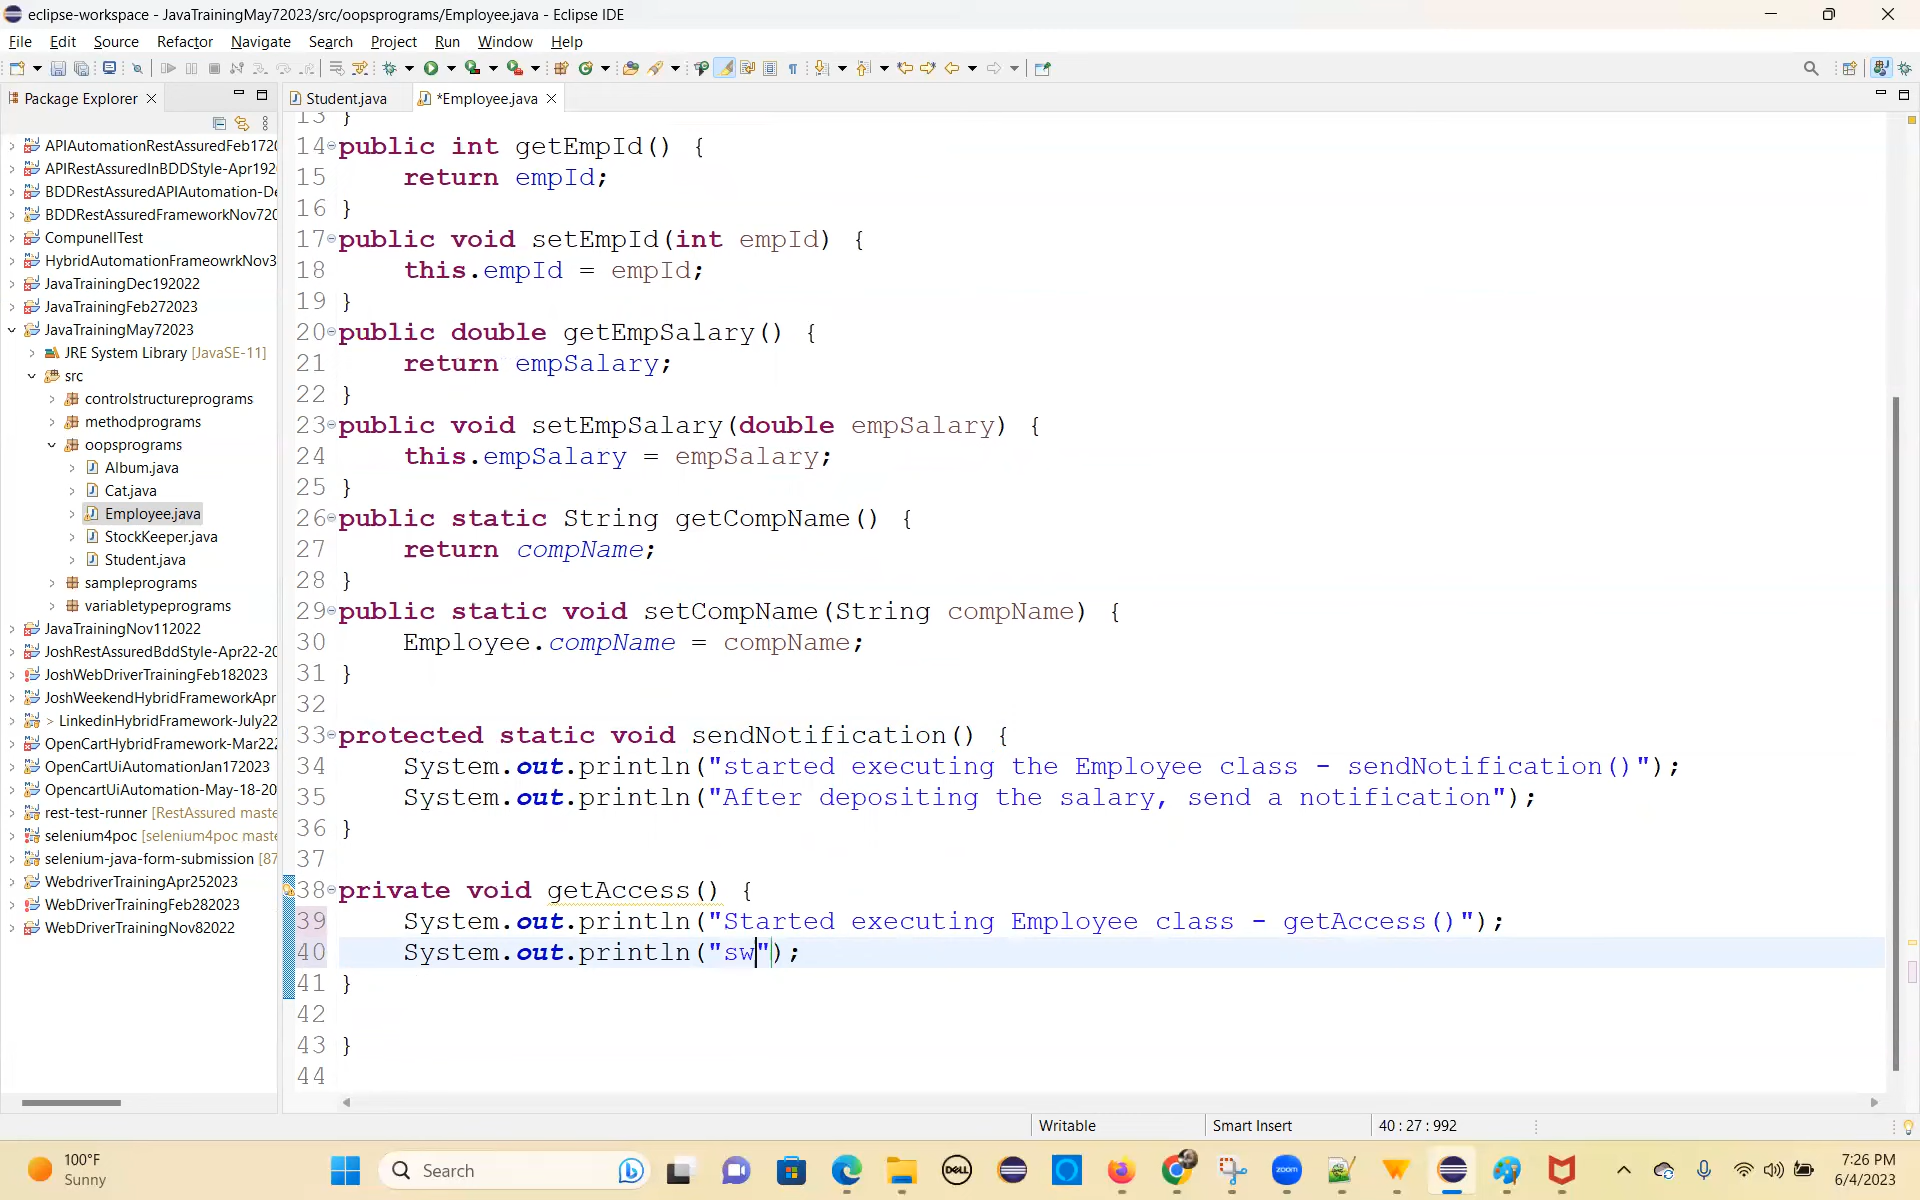 eclipse-workspace - JavaTrainingMay72023/src/oopsprograms/Employee.java - Eclipse IDE
File Edit Source Refactor Navigate Search Project Run Window Help
Package Explorer
Student.java
*Employee.java
APIAutomationRestAssuredFeb1720
APIRestAssuredInBDDStyle-Apr192
BDDRestAssuredAPIAutomation-De
BDDRestAssuredFrameworkNov720
CompunellTest
HybridAutomationFrameowrkNov3
JavaTrainingDec192022
JavaTrainingFeb272023
JavaTrainingMay72023
JRE System Library [JavaSE-11]
src
controlstructureprograms
methodprograms
oopsprograms
Album.java
Cat.java
Employee.java
StockKeeper.java
Student.java
sampleprograms
variabletypeprograms
JavaTrainingNov112022
JoshRestAssuredBddStyle-Apr22-20
JoshWebDriverTrainingFeb182023
JoshWeekendHybridFrameworkApr
> LinkedinHybridFramework-July22
OpenCartHybridFramework-Mar222
OpenCartUiAutomationJan172023
OpencartUiAutomation-May-18-20
rest-test-runner [RestAssured maste
selenium4poc [selenium4poc maste
selenium-java-form-submission [87
WebdriverTrainingApr252023
WebDriverTrainingFeb282023
WebDriverTrainingNov82022
13 }
14 public int getEmpId() {
15 return empId;
16 }
17 public void setEmpId(int empId) {
18 this.empId = empId;
19 }
20 public double getEmpSalary() {
21 return empSalary;
22 }
23 public void setEmpSalary(double empSalary) {
24 this.empSalary = empSalary;
25 }
26 public static String getCompName() {
27 return compName;
28 }
29 public static void setCompName(String compName) {
30 Employee.compName = compName;
31 }
32
33 protected static void sendNotification() {
34 System.out.println("started executing the Employee class - sendNotification()");
35 System.out.println("After depositing the salary, send a notification");
36 }
37
38 private void getAccess() {
39 System.out.println("Started executing Employee class - getAccess()");
40 System.out.println("sw");
41 }
42
43 }
44
Writable Smart Insert 40 : 27 : 992
100°F
Sunny
Search
DELL
zoom
7:26 PM
6/4/2023